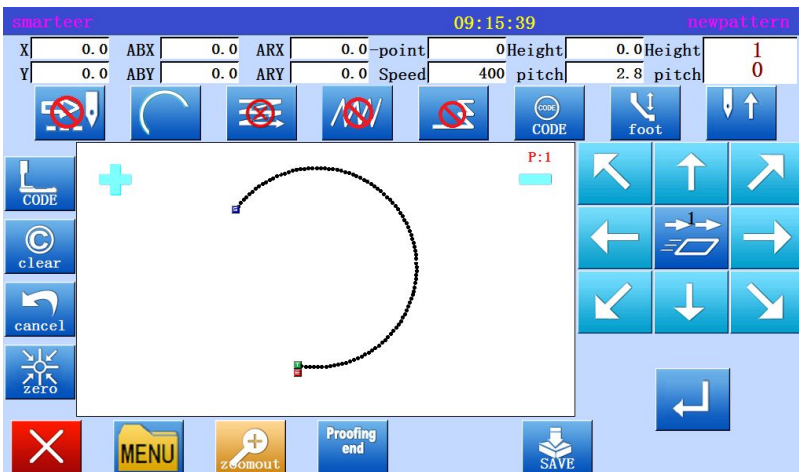 smarteer 09:15:39 newpattern
X 0.0 ABX 0.0 ARX 0.0 -point 0 Height 0.0 Height 1
Y 0.0 ABY 0.0 ARY 0.0 Speed 400 pitch 2.8 pitch 0
CODE
CODE foot
P:1
CODE
1
clear
cancel
zero
MENU
zoomout
Proofing
end
SAVE